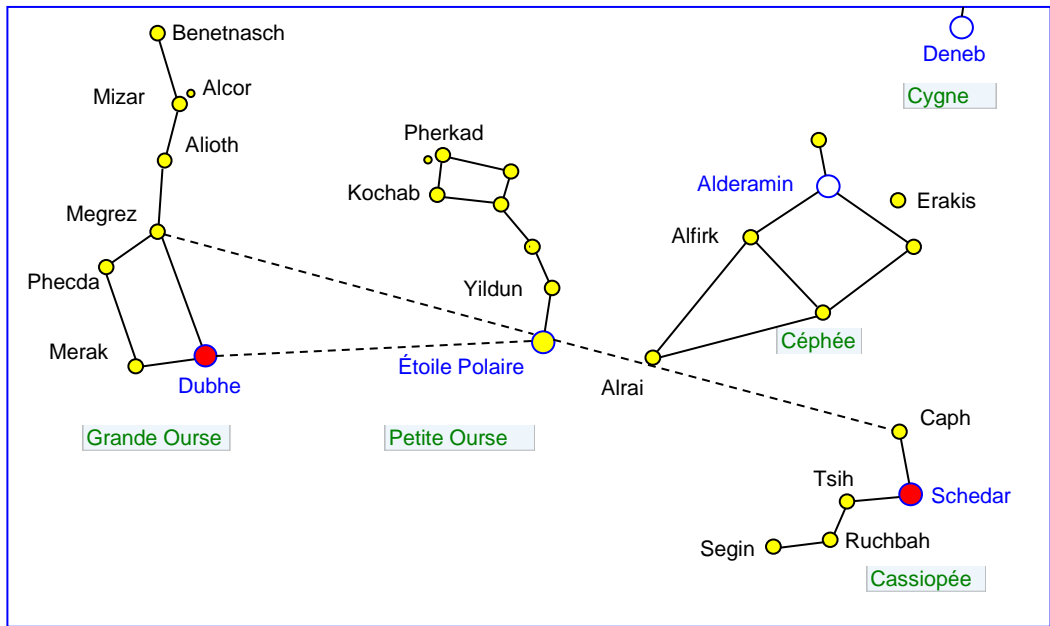 Benetnasch
Deneb
Alcor
Mizar
Cygne
Pherkad
Alioth
Alderamin
Kochab
Erakis
Megrez
Alfirk
Phecda
Yildun
Céphée
Merak
Étoile Polaire
Dubhe
Alrai
Caph
Grande Ourse
Petite Ourse
Tsih
Schedar
Segin
Ruchbah
Cassiopée